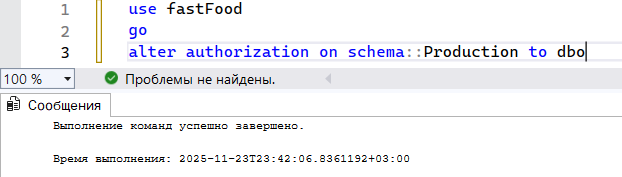 1 use fastFood
2 go
3 alter authorization on schema::Production to dbo
100 % Проблемы не найдены.
Сообщения
Выполнение команд успешно завершено.
Время выполнения: 2025-11-23T23:42:06.8361192+03:00